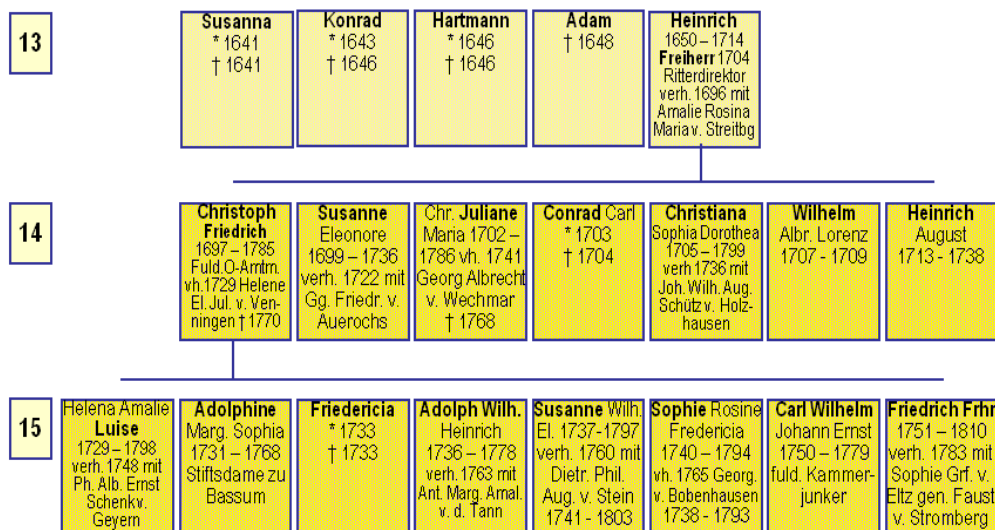 13
Susanna
* 1641
† 1641
Konrad
* 1643
† 1646
Hartmann
* 1646
† 1646
Adam
† 1648
Heinrich
1650 – 1714
Freiherr 1704
Ritterdirektor
verh. 1696 mit
Amalie Rosina
Maria v. Streitbg
14
Christoph
Friedrich
1697 – 1785
Fuld.O-Amtm.
vh.1729 Helene
El. Jul. v. Ven-
ningen † 1770
Susanne
Eleonore
1699 – 1736
verh. 1722 mit
Gg. Friedr. v.
Auerochs
Chr. Juliane
Maria 1702 –
1786 vh. 1741
Georg Albrecht
v. Wechmar
† 1768
Conrad Carl
* 1703
† 1704
Christiana
Sophia Dorothea
1705 – 1799
verh 1736 mit
Joh. Wilh. Aug.
Schütz v. Holz-
hausen
Wilhelm
Albr. Lorenz
1707 - 1709
Heinrich
August
1713 - 1738
15
Helena Amalie
Luise
1729 – 1798
verh. 1748 mit
Ph. Alb. Ernst
Schenk v.
Geyern
Adolphine
Marg. Sophia
1731 – 1768
Stiftsdame zu
Bassum
Friedericia
* 1733
† 1733
Adolph Wilh.
Heinrich
1736 – 1778
verh. 1763 mit
Ant. Marg. Amal.
v. d. Tann
Susanne Wilh.
El. 1737-1797
verh. 1760 mit
Dietr. Phil.
Aug. v. Stein
1741 - 1803
Sophie Rosine
Fredericia
1740 – 1794
vh. 1765 Georg.
v. Bobenhausen
1738 - 1793
Carl Wilhelm
Johann Ernst
1750 – 1779
fuld. Kammer-
junker
Friedrich Frhr
1751 – 1810
verh. 1783 mit
Sophie Grf. v.
Eltz gen. Faust
v. Stromberg